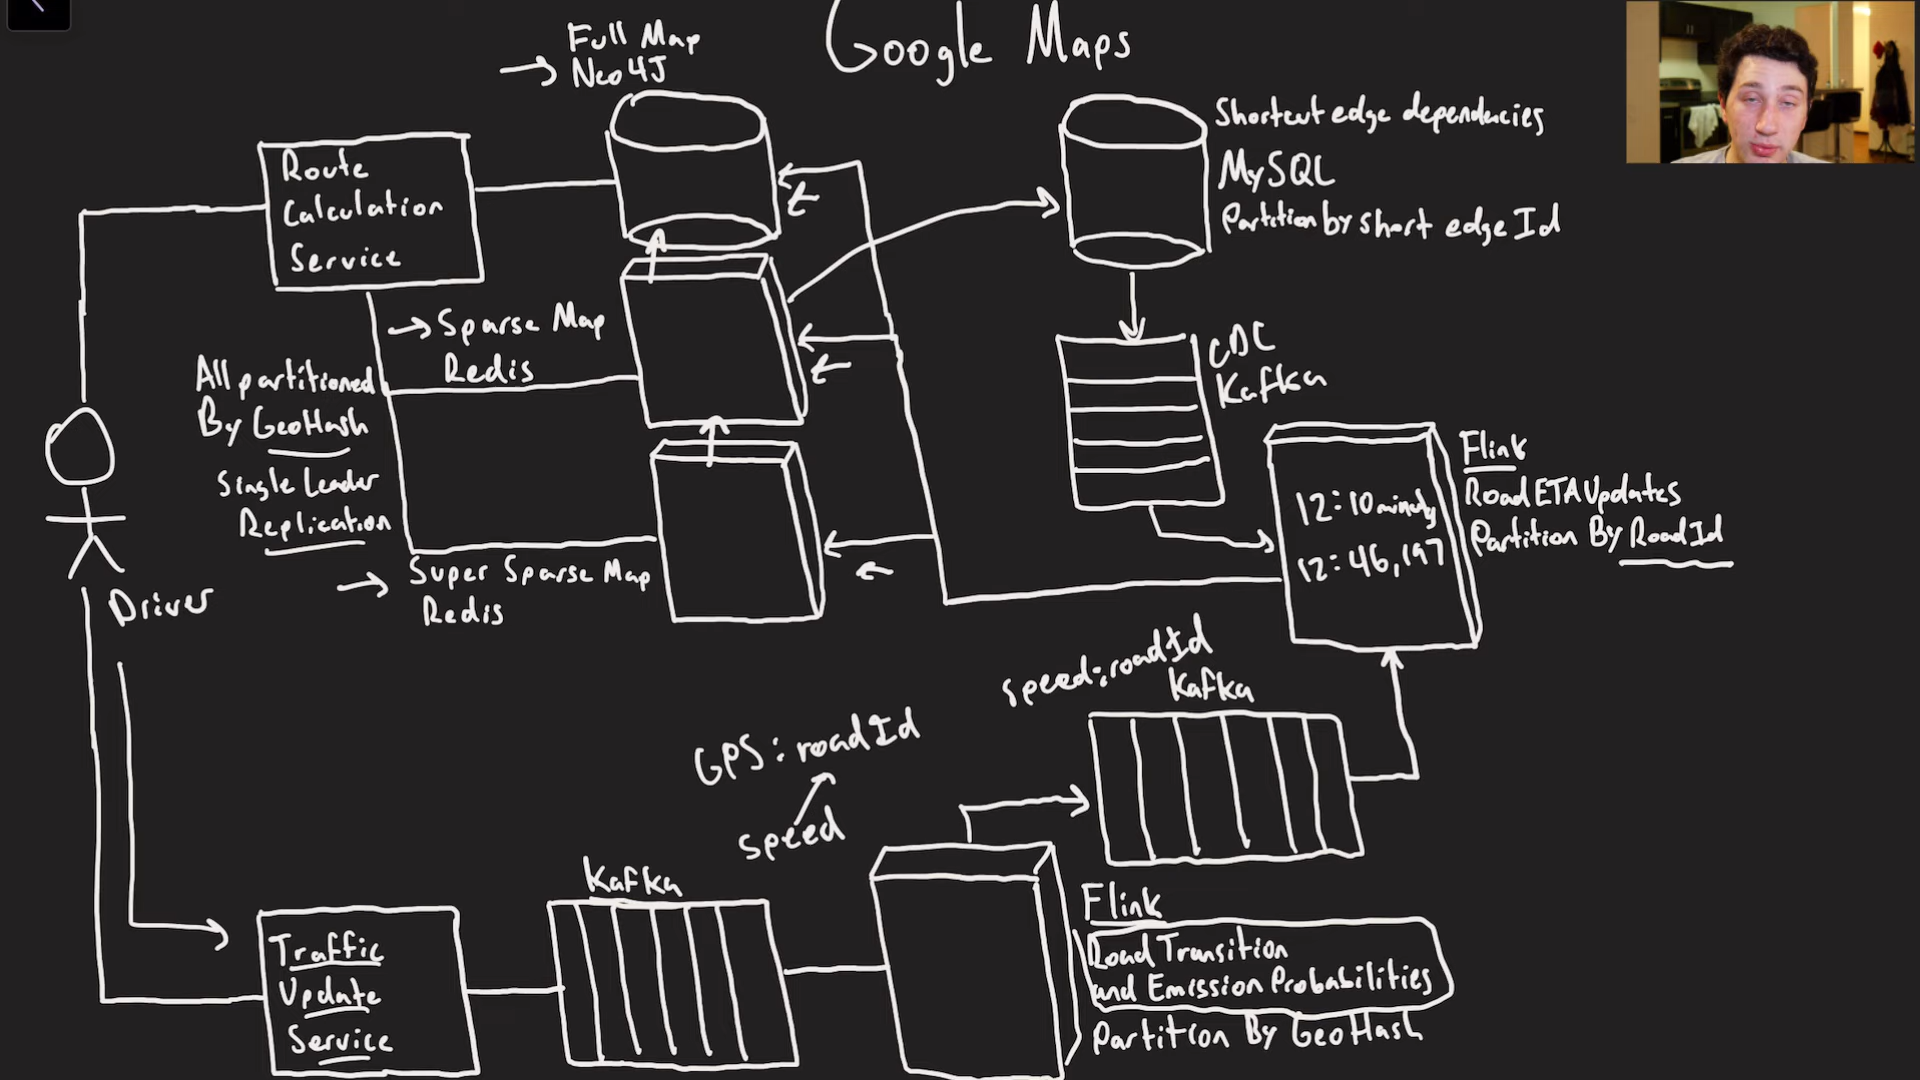 Google Maps
Full Map
Neo4J
Route
Calculation
Service
Shortcut edge dependencies
MySQL
Partition by short edge Id
Sparse Map
Redis
CDC
Kafka
All partitioned
By GeoHash
Single Leader
Replication
Flink
Road ETA Updates
Partition By Road Id
12: 10 minutes
12: 46, 197
Super Sparse Map
Redis
Driver
speed: roadId
Kafka
GPS: roadId
speed
Kafka
Traffic
Update
Service
Flink
Road Transition
and Emission Probabilities
Partition By GeoHash